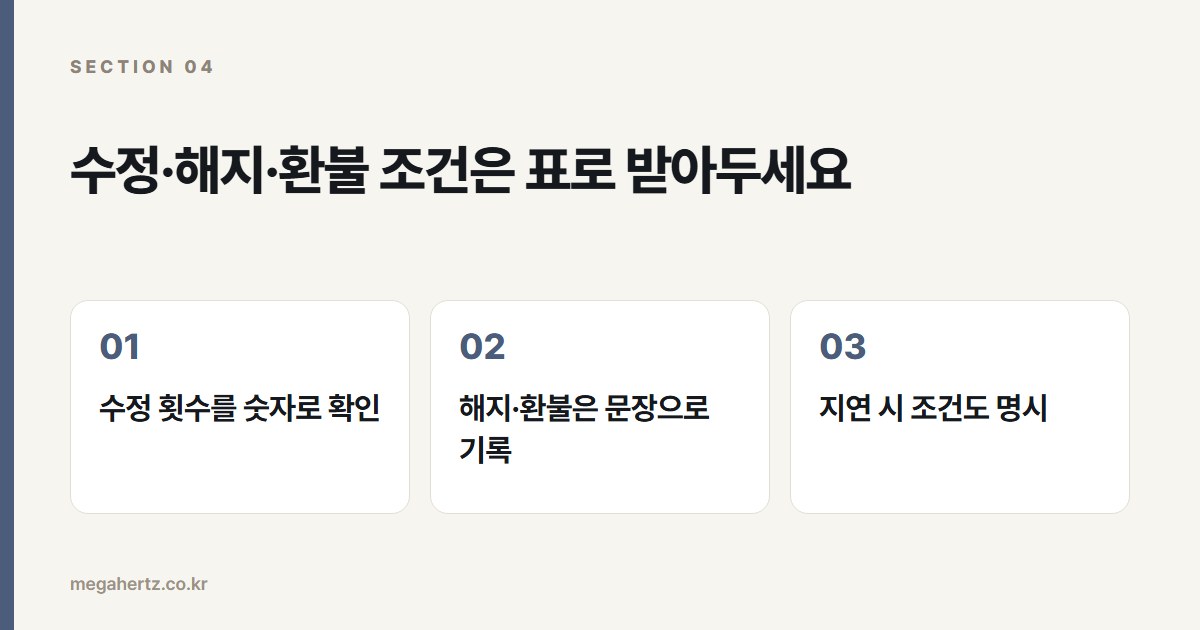 SECTION 04
수정·해지·환불 조건은 표로 받아두세요
01
수정 횟수를 숫자로 확인
02
해지·환불은 문장으로
기록
03
지연 시 조건도 명시
megahertz.co.kr